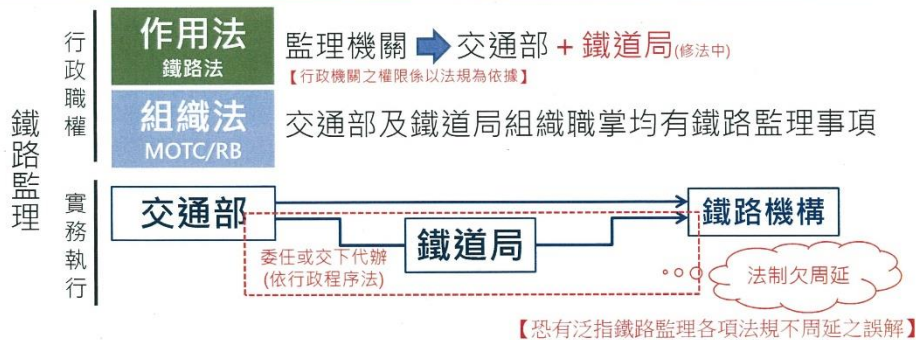 鐵路監理
行政職權
作用法
鐵路法
監理機關 交通部 + 鐵道局(修法中)
【行政機關之權限係以法規為依據】
組織法
MOTC/RB
交通部及鐵道局組織職掌均有鐵路監理事項
實務執行
交通部
鐵路機構
委任或交下代辦
(依行政程序法)
鐵道局
法制欠周延
【恐有泛指鐵路監理各項法規不周延之誤解】